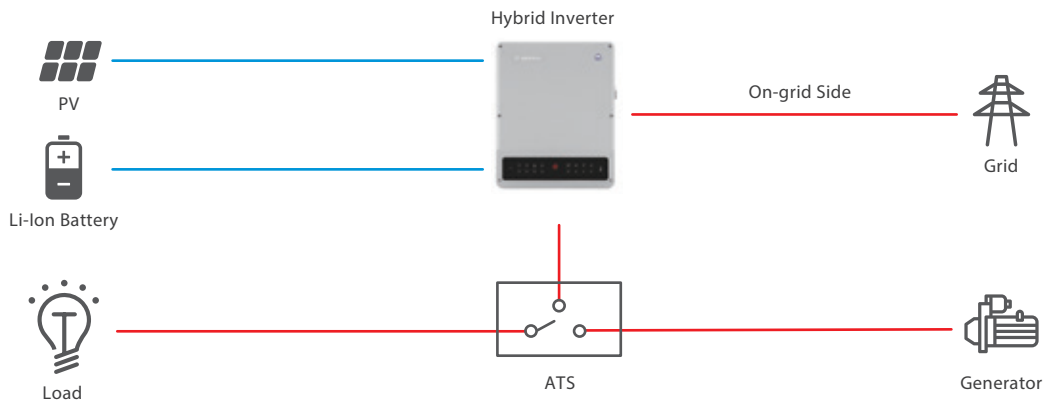 Hybrid Inverter
PV
On-grid Side
Grid
Li-Ion Battery
Load
ATS
Generator